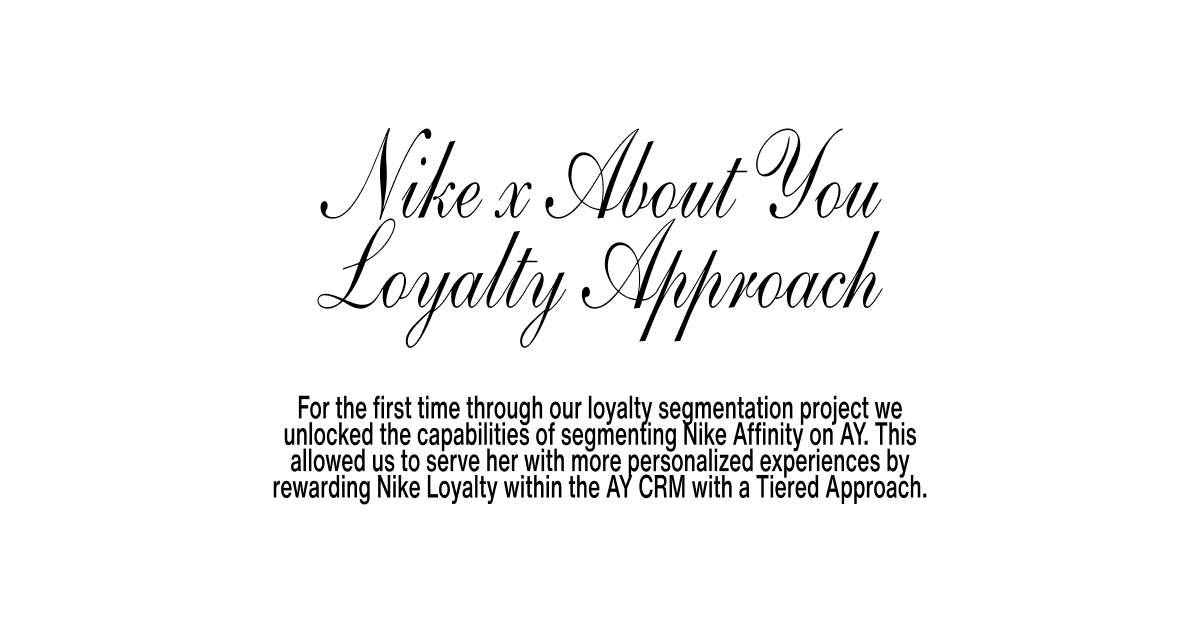 Nike x About You
Loyalty Approach
For the first time through our loyalty segmentation project we
unlocked the capabilities of segmenting Nike Affinity on AY. This
allowed us to serve her with more personalized experiences by
rewarding Nike Loyalty within the AY CRM with a Tiered Approach.